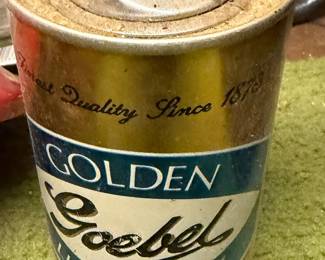 Finest Quality Since 1873
GOLDEN
Goebel